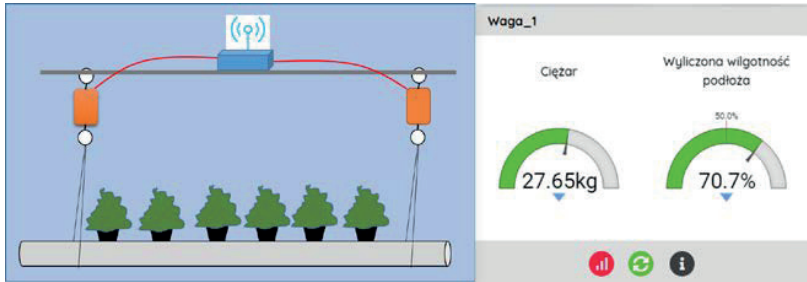 Waga_1
Ciężar
Wyliczona wilgotność
podłoża
50.0%
27.65kg
70.7%